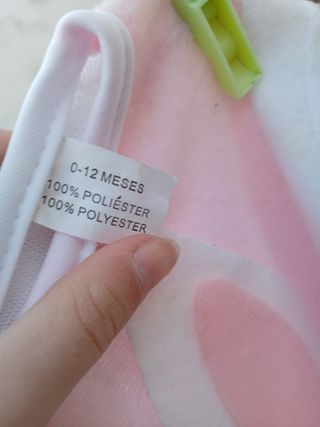 0-12 MESES
100% POLIÉSTER
100% POLYESTER